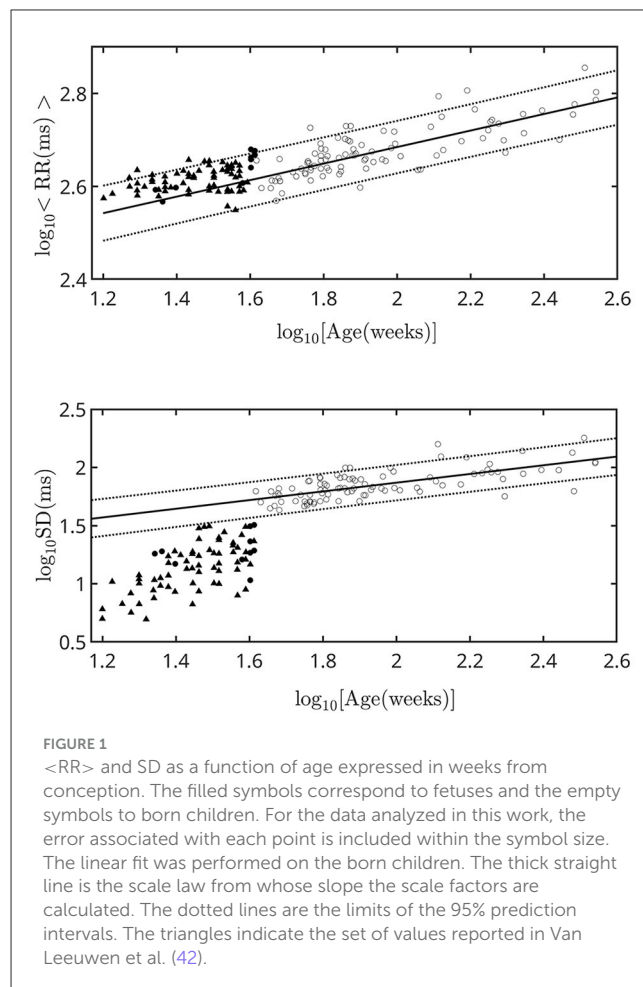 2.8
2.6
2.4
log₁₀< RR(ms) >
1.2 1.4 1.6 1.8 2 2.2 2.4 2.6
log₁₀[Age(weeks)]
2.5
2
1.5
1
0.5
log₁₀SD(ms)
1.2 1.4 1.6 1.8 2 2.2 2.4 2.6
log₁₀[Age(weeks)]
FIGURE 1
<RR> and SD as a function of age expressed in weeks from
conception. The filled symbols correspond to fetuses and the empty
symbols to born children. For the data analyzed in this work, the
error associated with each point is included within the symbol size.
The linear fit was performed on the born children. The thick straight
line is the scale law from whose slope the scale factors are
calculated. The dotted lines are the limits of the 95% prediction
intervals. The triangles indicate the set of values reported in Van
Leeuwen et al. (42).